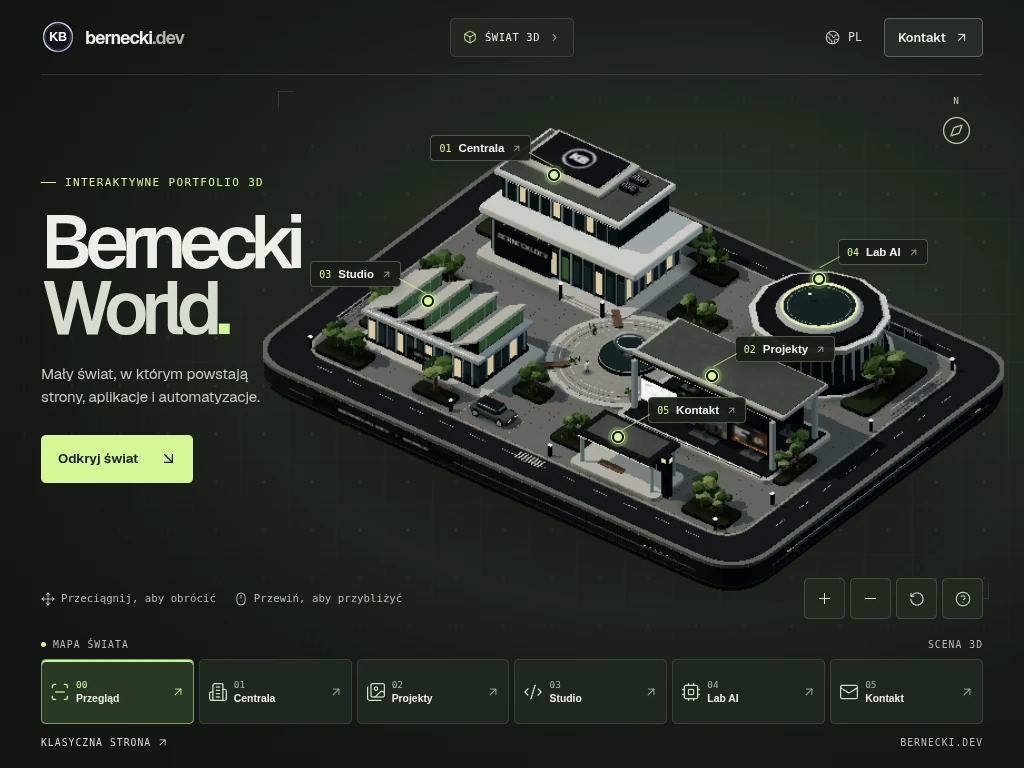 KB
bernecki.dev
ŚWIAT 3D
PL
Kontakt
N
01 Centrala
KB
INTERAKTYWNE PORTFOLIO 3D
Bernecki
World.
BERNECKI.DEV
04 Lab AI
03 Studio
02 Projekty
05 Kontakt
Mały świat, w którym powstają
strony, aplikacje i automatyzacje.
Odkryj świat
Przeciągnij, aby obrócić
Przewiń, aby przybliżyć
MAPA ŚWIATA
SCENA 3D
00
Przegląd
01
Centrala
02
Projekty
03
Studio
04
Lab AI
05
Kontakt
KLASYCZNA STRONA
BERNECKI.DEV